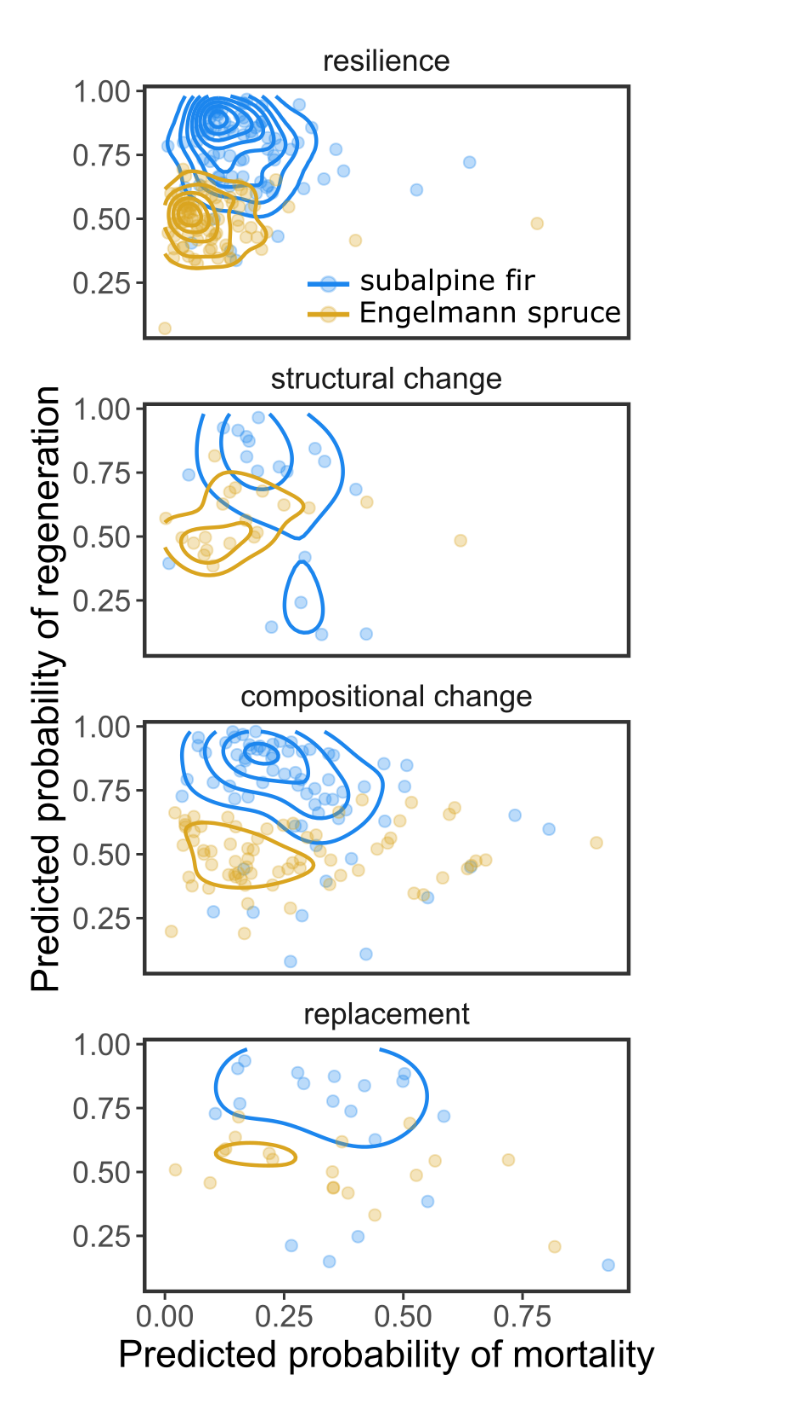 resilience
1.00
0.75
0.50
0.25
subalpine fir
Engelmann spruce
structural change
1.00
0.75
0.50
0.25
Predicted probability of regeneration
compositional change
1.00
0.75
0.50
0.25
replacement
1.00
0.75
0.50
0.25
0.00 0.25 0.50 0.75
Predicted probability of mortality